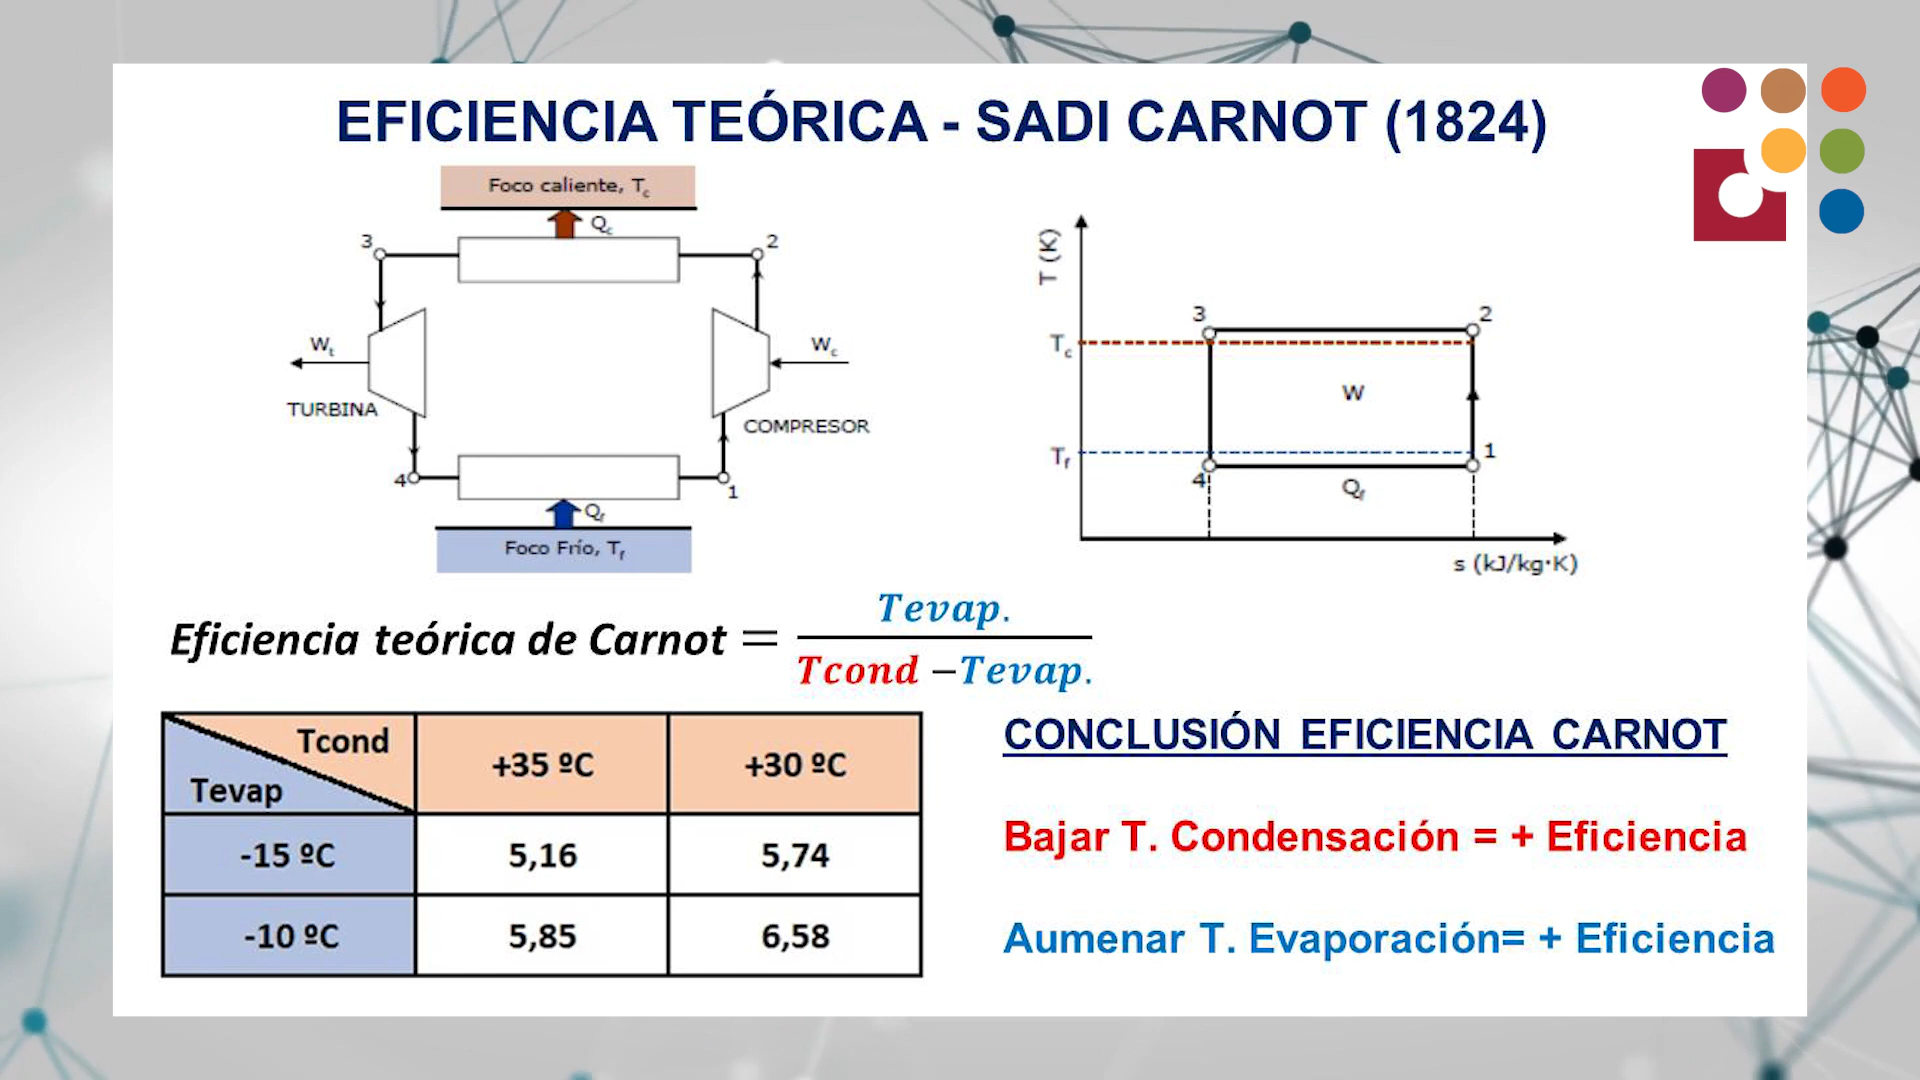 EFICIENCIA TEÓRICA - SADI CARNOT (1824)
Foco caliente, Tc
Qc
3
2
Wt
Wc
TURBINA
COMPRESOR
4
1
Qf
Foco Frío, Tf
T (K)
3
2
Tc
W
Tf
1
4
Qf
s (kJ/kg·K)
Eficiencia teórica de Carnot = Tevap. / Tcond − Tevap.
Tcond
Tevap
+35 ºC
+30 ºC
-15 ºC
5,16
5,74
-10 ºC
5,85
6,58
CONCLUSIÓN EFICIENCIA CARNOT
Bajar T. Condensación = + Eficiencia
Aumenar T. Evaporación= + Eficiencia